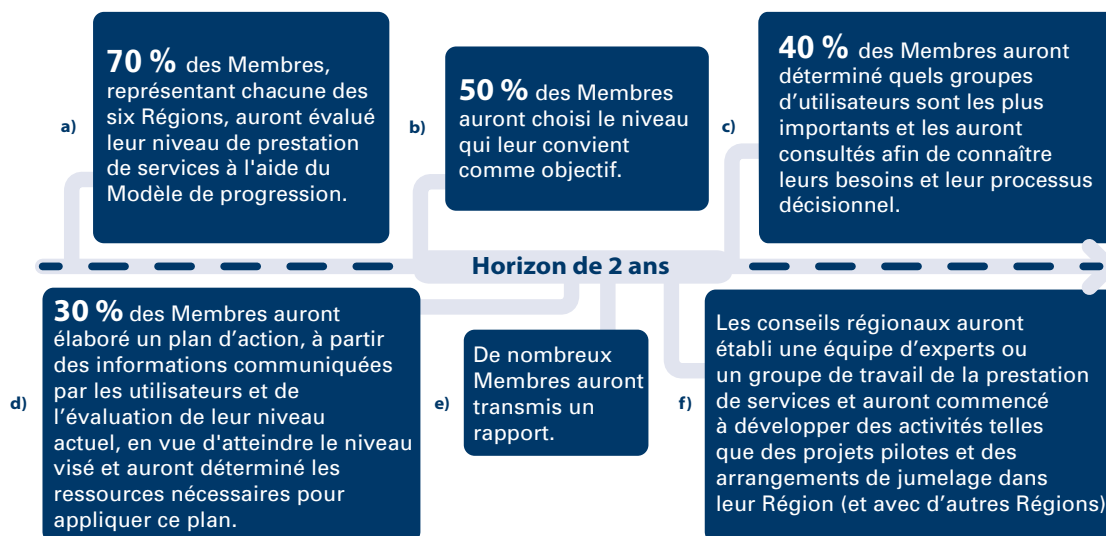 a)
70 % des Membres,
représentant chacune des
six Régions, auront évalué
leur niveau de prestation
de services à l'aide du
Modèle de progression.
b)
50 % des Membres
auront choisi le niveau
qui leur convient
comme objectif.
c)
40 % des Membres auront
déterminé quels groupes
d’utilisateurs sont les plus
importants et les auront
consultés afin de connaître
leurs besoins et leur processus
décisionnel.
Horizon de 2 ans
d)
30 % des Membres auront
élaboré un plan d’action, à partir
des informations communiquées
par les utilisateurs et de
l’évaluation de leur niveau
actuel, en vue d'atteindre le niveau
visé et auront déterminé les
ressources nécessaires pour
appliquer ce plan.
e)
De nombreux
Membres auront
transmis un
rapport.
f)
Les conseils régionaux auront
établi une équipe d’experts ou
un groupe de travail de la prestation
de services et auront commencé
à développer des activités telles
que des projets pilotes et des
arrangements de jumelage dans
leur Région (et avec d’autres Régions)